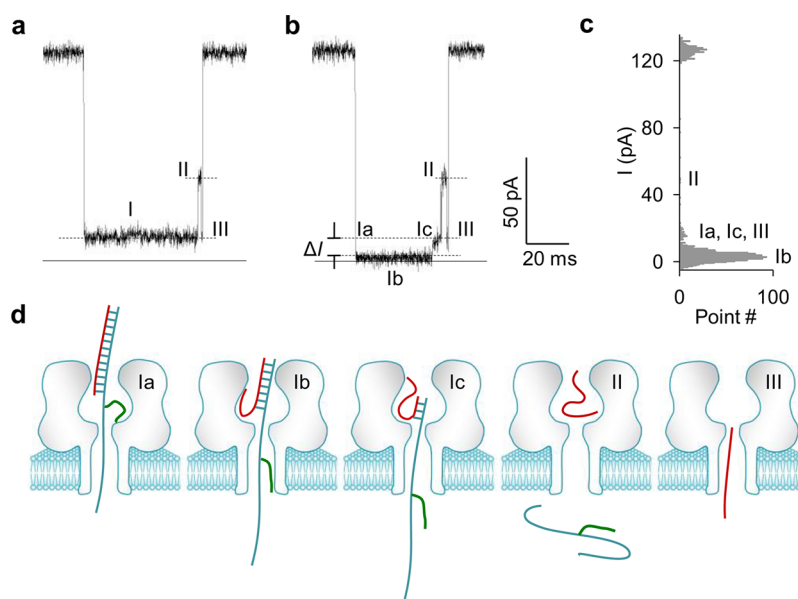 a
b
c
I
II
III
Ia
Ib
Ic
II
III
ΔI
50 pA
20 ms
I (pA)
120
80
40
0
II
Ia, Ic, III
Ib
0
100
Point #
d
Ia
Ib
Ic
II
III